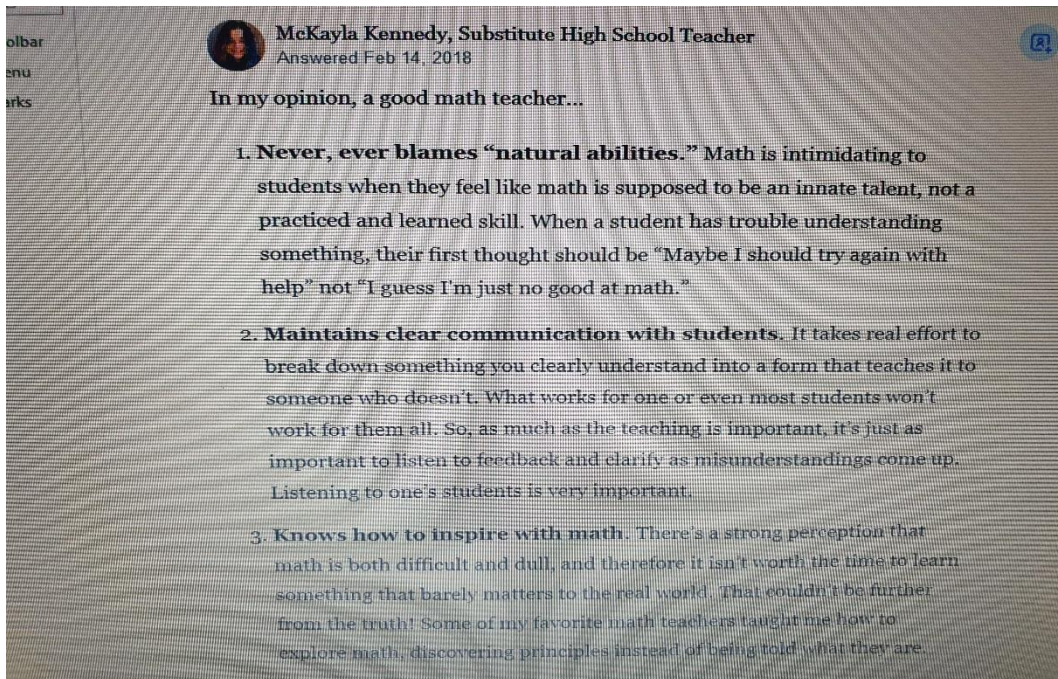 olbar
enu
arks
McKayla Kennedy, Substitute High School Teacher
Answered Feb 14, 2018
In my opinion, a good math teacher...
1. Never, ever blames “natural abilities.” Math is intimidating to
students when they feel like math is supposed to be an innate talent, not a
practiced and learned skill. When a student has trouble understanding
something, their first thought should be “Maybe I should try again with
help” not “I guess I'm just no good at math.”
2. Maintains clear communication with students. It takes real effort to
break down something you clearly understand into a form that teaches it to
someone who doesn’t. What works for one or even most students won’t
work for them all. So, as much as the teaching is important, it’s just as
important to listen to feedback and clarify as misunderstandings come up.
Listening to one’s students is very important.
3. Knows how to inspire with math. There’s a strong perception that
math is both difficult and dull, and therefore it isn’t worth the time to learn
something that barely matters to the real world. That couldn’t be further
from the truth! Some of my favorite math teachers taught me how to
explore math, discovering principles instead of being told what they are.